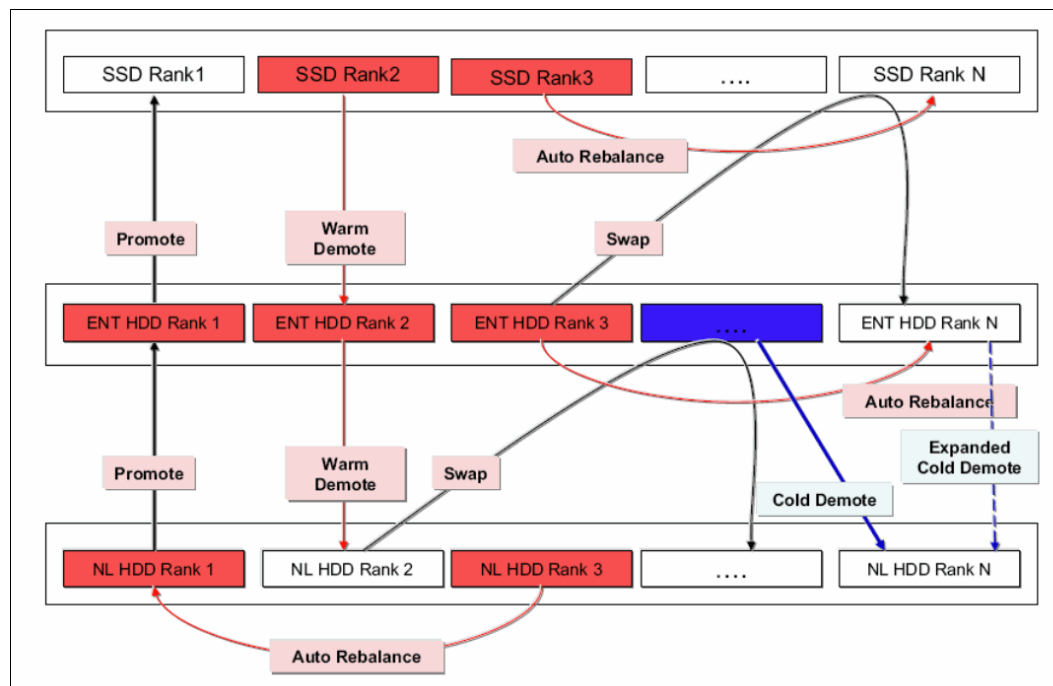 SSD Rank1
SSD Rank2
SSD Rank3
....
SSD Rank N
Auto Rebalance
Promote
Warm
Demote
Swap
ENT HDD Rank 1
ENT HDD Rank 2
ENT HDD Rank 3
....
ENT HDD Rank N
Auto Rebalance
Promote
Warm
Demote
Swap
Expanded
Cold Demote
Cold Demote
NL HDD Rank 1
NL HDD Rank 2
NL HDD Rank 3
....
NL HDD Rank N
Auto Rebalance